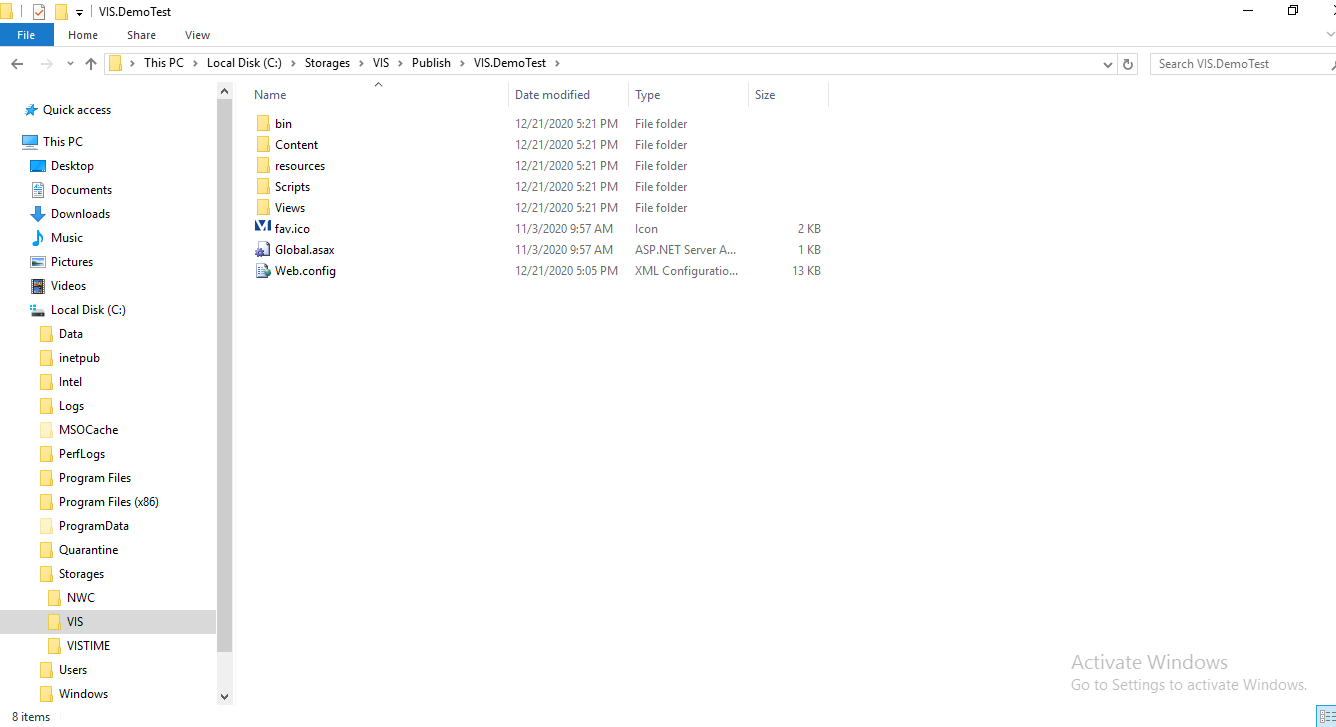 VIS.DemoTest
File Home Share View
This PC Local Disk (C:) Storages VIS Publish VIS.DemoTest Search VIS.DemoTest
Name Date modified Type Size
bin 12/21/2020 5:21 PM File folder
Content 12/21/2020 5:21 PM File folder
resources 12/21/2020 5:21 PM File folder
Scripts 12/21/2020 5:21 PM File folder
Views 12/21/2020 5:21 PM File folder
fav.ico 11/3/2020 9:57 AM Icon 2 KB
Global.asax 11/3/2020 9:57 AM ASP.NET Server A... 1 KB
Web.config 12/21/2020 5:05 PM XML Configuratio... 13 KB
Quick access
This PC
Desktop
Documents
Downloads
Music
Pictures
Videos
Local Disk (C:)
Data
inetpub
Intel
Logs
MSOCache
PerfLogs
Program Files
Program Files (x86)
ProgramData
Quarantine
Storages
NWC
VIS
VISTIME
Users
Windows
Activate Windows
Go to Settings to activate Windows.
8 items